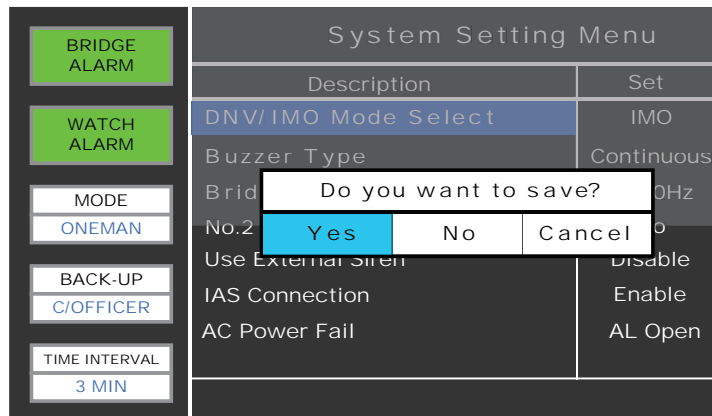 BRIDGE
ALARM
WATCH
ALARM
MODE
ONEMAN
BACK-UP
C/OFFICER
TIME INTERVAL
3 MIN
System Setting Menu
Description Set
DNV/IMO Mode Select IMO
Buzzer Type Continuous
Brid 0Hz
Do you want to save?
No.2 o
Yes No Cancel
Use External Siren Disable
IAS Connection Enable
AC Power Fail AL Open